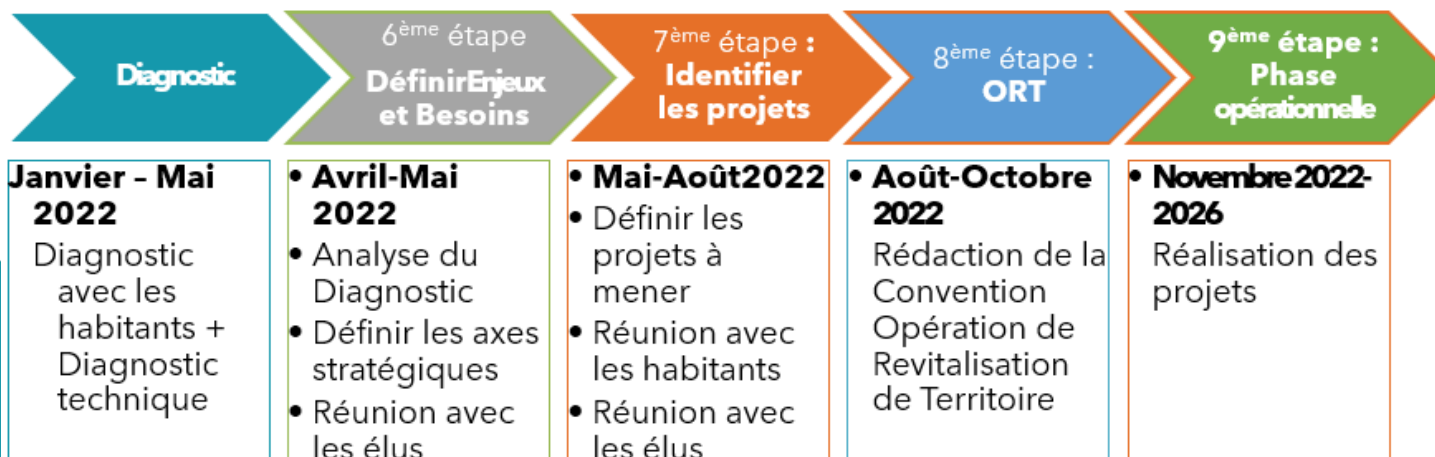 Diagnostic
6ème étape
Définir Enjeux
et Besoins
7ème étape :
Identifier
les projets
8ème étape :
ORT
9ème étape :
Phase
opérationnelle
Janvier – Mai
2022
Diagnostic
avec les
habitants +
Diagnostic
technique
• Avril-Mai
2022
• Analyse du
Diagnostic
• Définir les axes
stratégiques
• Réunion avec
les élus
• Mai-Août2022
• Définir les
projets à
mener
• Réunion avec
les habitants
• Réunion avec
les élus
• Août-Octobre
2022
Rédaction de la
Convention
Opération de
Revitalisation
de Territoire
• Novembre 2022-
2026
Réalisation des
projets